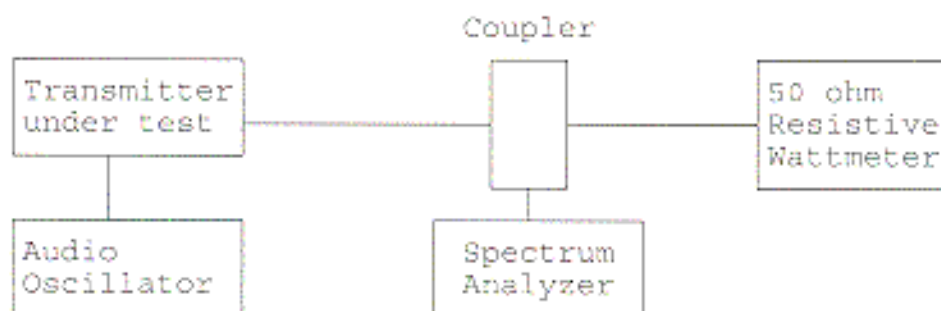 Coupler
Transmitter
under test
50 ohm
Resistive
Wattmeter
Audio
Oscillator
Spectrum
Analyzer